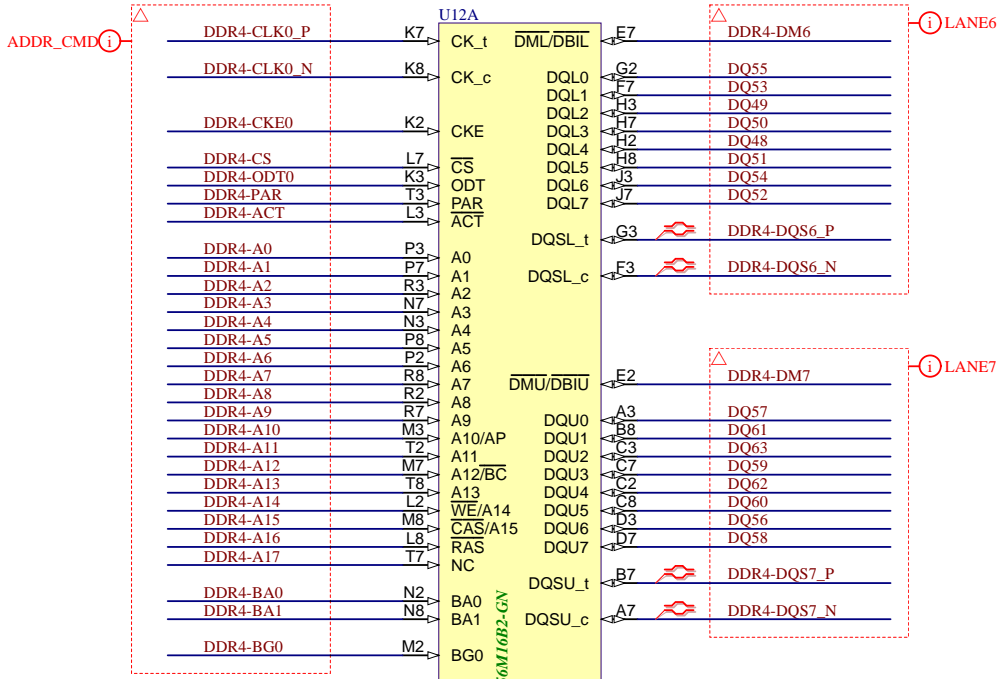 U12A
ADDR_CMD i
DDR4-CLK0_P K7 CK_t
DDR4-CLK0_N K8 CK_c
DDR4-CKE0 K2 CKE
DDR4-CS L7 CS
DDR4-ODT0 K3 ODT
DDR4-PAR T3 PAR
DDR4-ACT L3 ACT
DDR4-A0 P3 A0
DDR4-A1 P7 A1
DDR4-A2 R3 A2
DDR4-A3 N7 A3
DDR4-A4 N3 A4
DDR4-A5 P8 A5
DDR4-A6 P2 A6
DDR4-A7 R8 A7
DDR4-A8 R2 A8
DDR4-A9 R7 A9
DDR4-A10 M3 A10/AP
DDR4-A11 T2 A11
DDR4-A12 M7 A12/BC
DDR4-A13 T8 A13
DDR4-A14 L2 WE/A14
DDR4-A15 M8 CAS/A15
DDR4-A16 L8 RAS
DDR4-A17 T7 NC
DDR4-BA0 N2 BA0
DDR4-BA1 N8 BA1
DDR4-BG0 M2 BG0
i LANE6
DML/DBIL E7 DDR4-DM6
DQL0 G2 DQ55
DQL1 F7 DQ53
DQL2 H3 DQ49
DQL3 H7 DQ50
DQL4 H2 DQ48
DQL5 H8 DQ51
DQL6 J3 DQ54
DQL7 J7 DQ52
DQSL_t G3 DDR4-DQS6_P
DQSL_c F3 DDR4-DQS6_N
i LANE7
DMU/DBIU E2 DDR4-DM7
DQU0 A3 DQ57
DQU1 B8 DQ61
DQU2 C3 DQ63
DQU3 C7 DQ59
DQU4 C2 DQ62
DQU5 C8 DQ60
DQU6 D3 DQ56
DQU7 D7 DQ58
DQSU_t B7 DDR4-DQS7_P
DQSU_c A7 DDR4-DQS7_N
6M16B2-GN